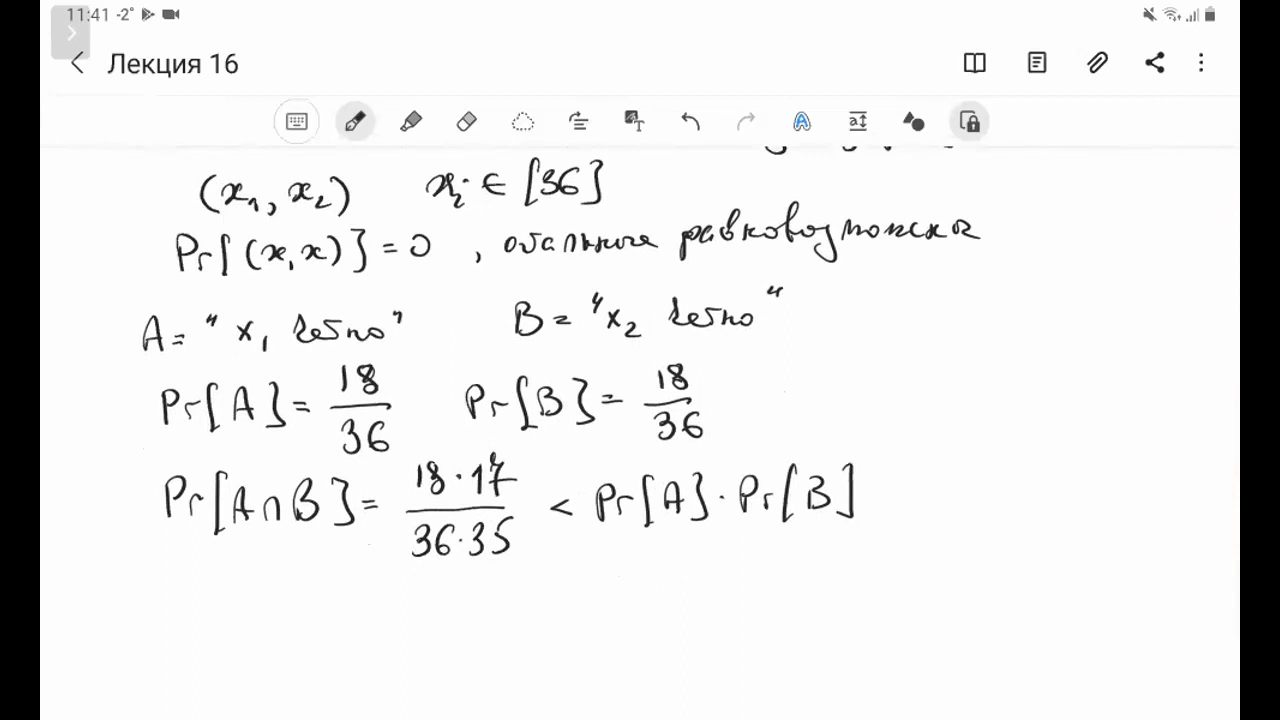 11:41 -2°
Лекция 16
(x₁, x₂) xᵢ ∈ [36]
Pr[(x,x)] = 0, остальные равновозможная
A = "x₁ четно" B = "x₂ четно"
Pr[A] = 18/36 Pr[B] = 18/36
Pr[A∩B] = 18·17/36·35 < Pr[A]·Pr[B]